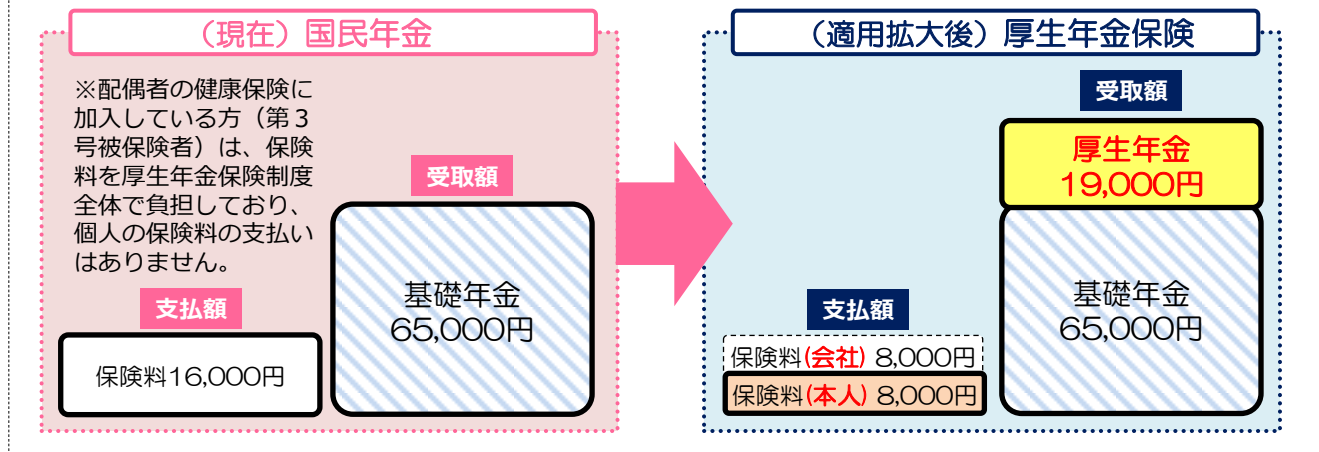 (現在) 国民年金
※配偶者の健康保険に
加入している方（第３
号被保険者）は、保険
料を厚生年金保険制度
全体で負担しており、
個人の保険料の支払い
はありません。
受取額
基礎年金
65,000円
支払額
保険料16,000円
(適用拡大後) 厚生年金保険
受取額
厚生年金
19,000円
基礎年金
65,000円
支払額
保険料(会社) 8,000円
保険料(本人) 8,000円